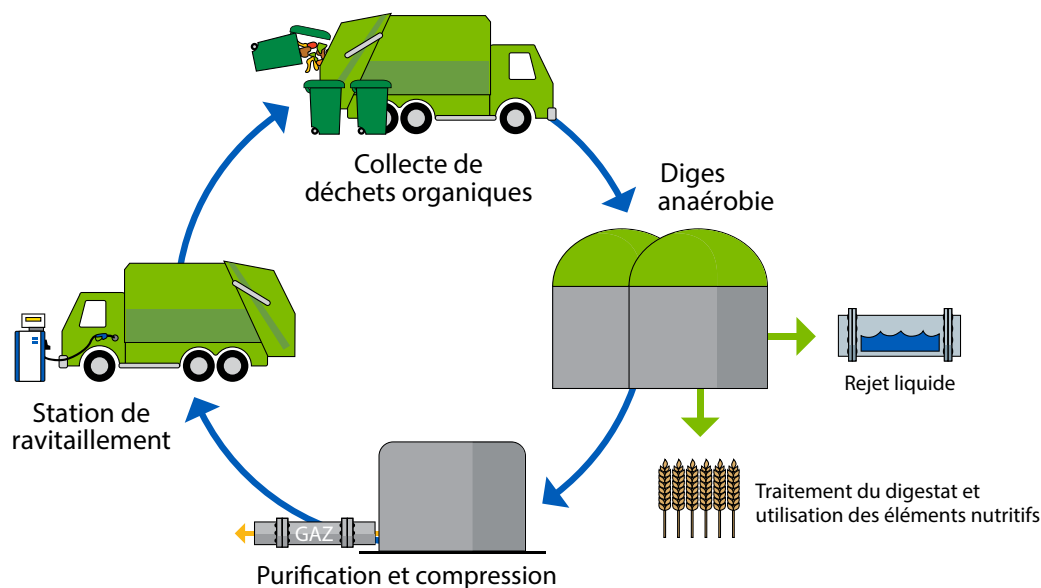 Collecte de
déchets organiques
Diges
anaérobie
Rejet liquide
Traitement du digestat et
utilisation des éléments nutritifs
GAZ
Purification et compression
Station de
ravitaillement